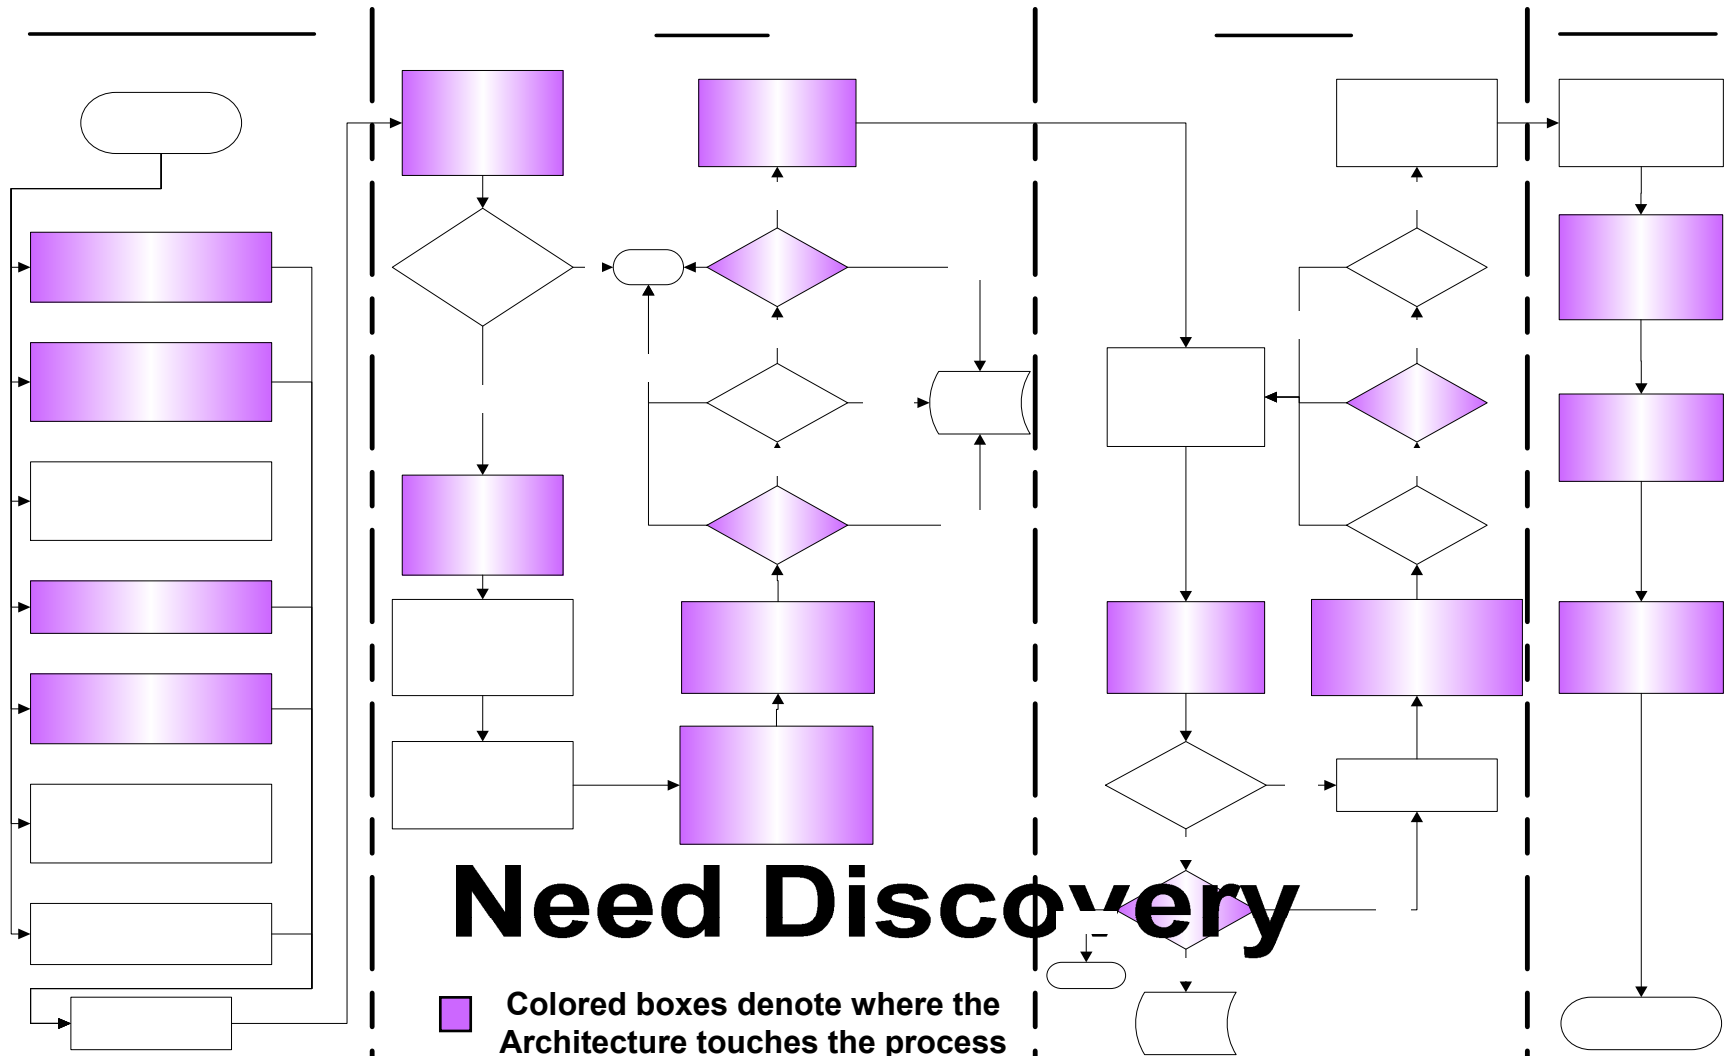 Need Discovery
Colored boxes denote where the
Architecture touches the process